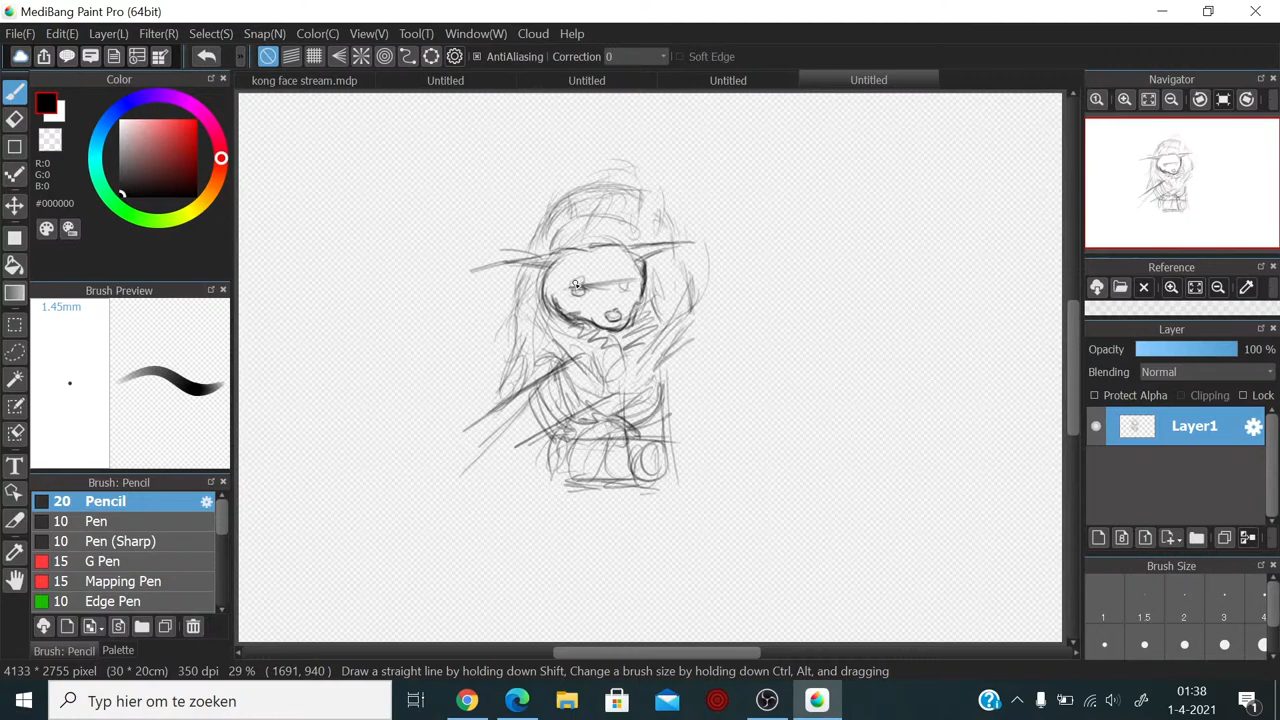 MediBang Paint Pro (64bit)
File(F) Edit(E) Layer(L) Filter(R) Select(S) Snap(N) Color(C) View(V) Tool(T) Window(W) Cloud Help
AntiAliasing Correction 0 Soft Edge
Color
kong face stream.mdp Untitled Untitled Untitled Untitled
Navigator
R:0
G:0
B:0
#000000
Brush Preview
1.45mm
Reference
Layer
Opacity 100 %
Blending Normal
Protect Alpha Clipping Lock
Layer1
Brush: Pencil
20 Pencil
10 Pen
10 Pen (Sharp)
15 G Pen
15 Mapping Pen
10 Edge Pen
Brush Size
1 1.5 2 3 4
Brush: Pencil Palette
4133 * 2755 pixel (30 * 20cm) 350 dpi 29 % (1691, 940) Draw a straight line by holding down Shift, Change a brush size by holding down Ctrl, Alt, and dragging
Typ hier om te zoeken
01:38
1-4-2021
1